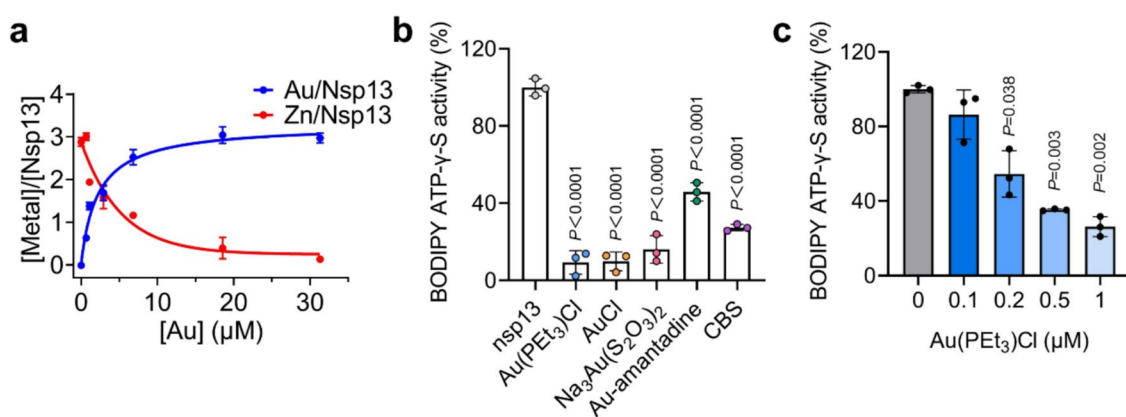 a
[Metal]/[Nsp13]
4
3
2
1
0
Au/Nsp13
Zn/Nsp13
0 10 20 30
[Au] (μM)
b
BODIPY ATP-γ-S activity (%)
120
80
40
0
P<0.0001
P<0.0001
P<0.0001
P<0.0001
P<0.0001
nsp13
Au(PEt₃)Cl
AuCl
Na₃Au(S₂O₃)₂
Au-amantadine
CBS
c
BODIPY ATP-γ-S activity (%)
120
80
40
0
P=0.038
P=0.003
P=0.002
0 0.1 0.2 0.5 1
Au(PEt₃)Cl (μM)